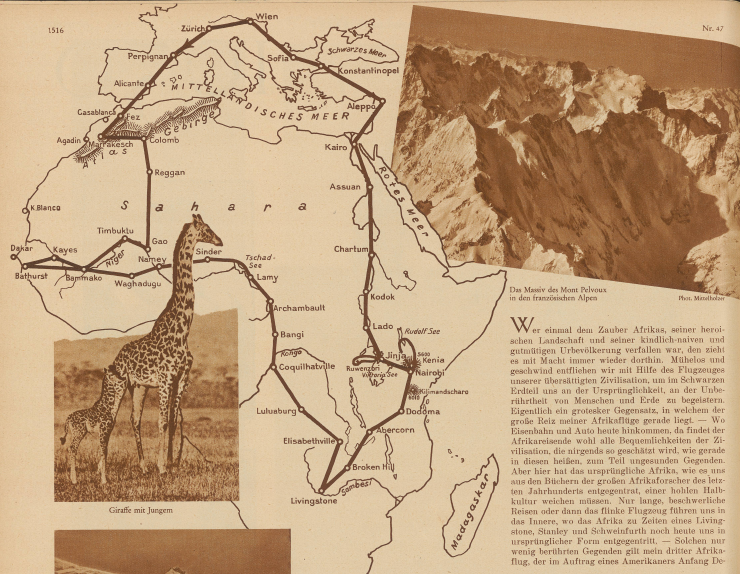 1516
Nr. 47
Wien
Zürich
Schwarzes Meer
Perpignan
Sofia
Konstantinopel
Alicante
MITTELLÄNDISCHES MEER
Aleppo
Casablanca
Fez
Gebirge
Agadir
Marrakesch
Colomb
Kairo
Atlas
Reggan
Assuan
Rotes Meer
K.Blanco
Sahara
Timbuktu
Dakar
Kayes
Gao
Niger
Namey
Sinder
Tschad-
See
Chartum
Bathurst
Bammako
Waghadugu
Lamy
Kodok
Archambault
Lado
Rudolf See
Bangi
Kongo
Jinja
5600
Kenia
Coquilhatville
Ruwenzori
Viktoria See
Nairobi
Kilimandscharo
6010
Luluaburg
Dodoma
Abercorn
Elisabethville
Broken Hill
Livingstone
Sambesi
Madagaskar
Giraffe mit Jungem
Das Massiv des Mont Pelvoux
in den französischen Alpen
Phot. Mittelholzer
Wer einmal dem Zauber Afrikas, seiner heroi-
schen Landschaft und seiner kindlich-naiven und
gutmütigen Urbevölkerung verfallen war, den zieht
es mit Macht immer wieder dorthin. Mühelos und
geschwind entfliehen wir mit Hilfe des Flugzeuges
unserer übersättigten Zivilisation, um im Schwarzen
Erdteil uns an der Ursprünglichkeit, an der Unbe-
rührtheit von Menschen und Erde zu begeistern.
Eigentlich ein grotesker Gegensatz, in welchem der
große Reiz meiner Afrikaflüge gerade liegt. — Wo
Eisenbahn und Auto heute hinkommen, da findet der
Afrikareisende wohl alle Bequemlichkeiten der Zi-
vilisation, die nirgends so geschätzt wird, wie gerade
in diesen heißen, zum Teil ungesunden Gegenden.
Aber hier hat das ursprüngliche Afrika, wie es uns
aus den Büchern der großen Afrikaforscher des letz-
ten Jahrhunderts entgegentrat, einer hohlen Halb-
kultur weichen müssen. Nur lange, beschwerliche
Reisen oder dann das flinke Flugzeug führen uns in
das Innere, wo das Afrika zu Zeiten eines Living-
stone, Stanley und Schweinfurth noch heute uns in
ursprünglicher Form entgegentritt. — Solchen nur
wenig berührten Gegenden gilt mein dritter Afrika-
flug, der im Auftrag eines Amerikaners Anfang De-